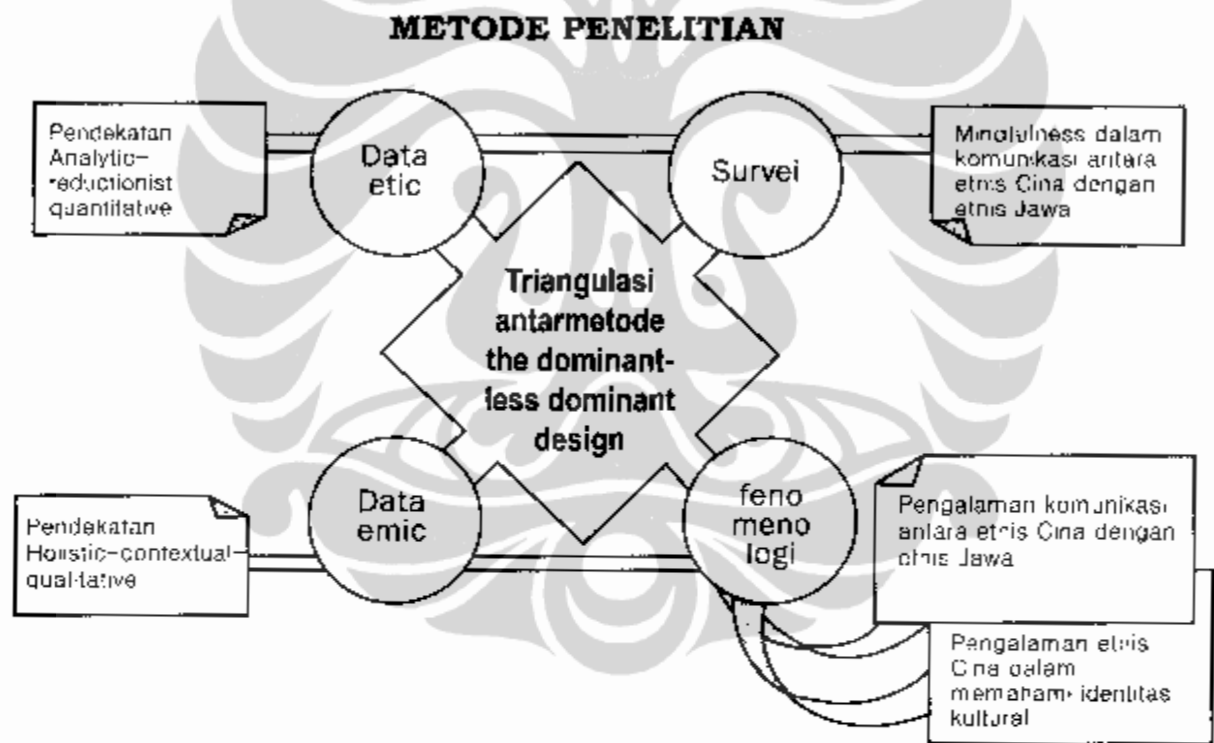 METODE PENELITIAN
Pendekatan
Analytic-
reductionist
quantitative
Data
etic
Survei
Mindfulness dalam
komunikasi antara
etnis Cina dengan
etnis Jawa
Triangulasi
antarmetode
the dominant-
less dominant
design
Pendekatan
Holistic-contextual-
qualitative
Data
emic
feno
meno
logi
Pengalaman komunikasi
antara etnis Cina dengan
etnis Jawa
Pengalaman etnis
Cina dalam
memahami identitas
kultural